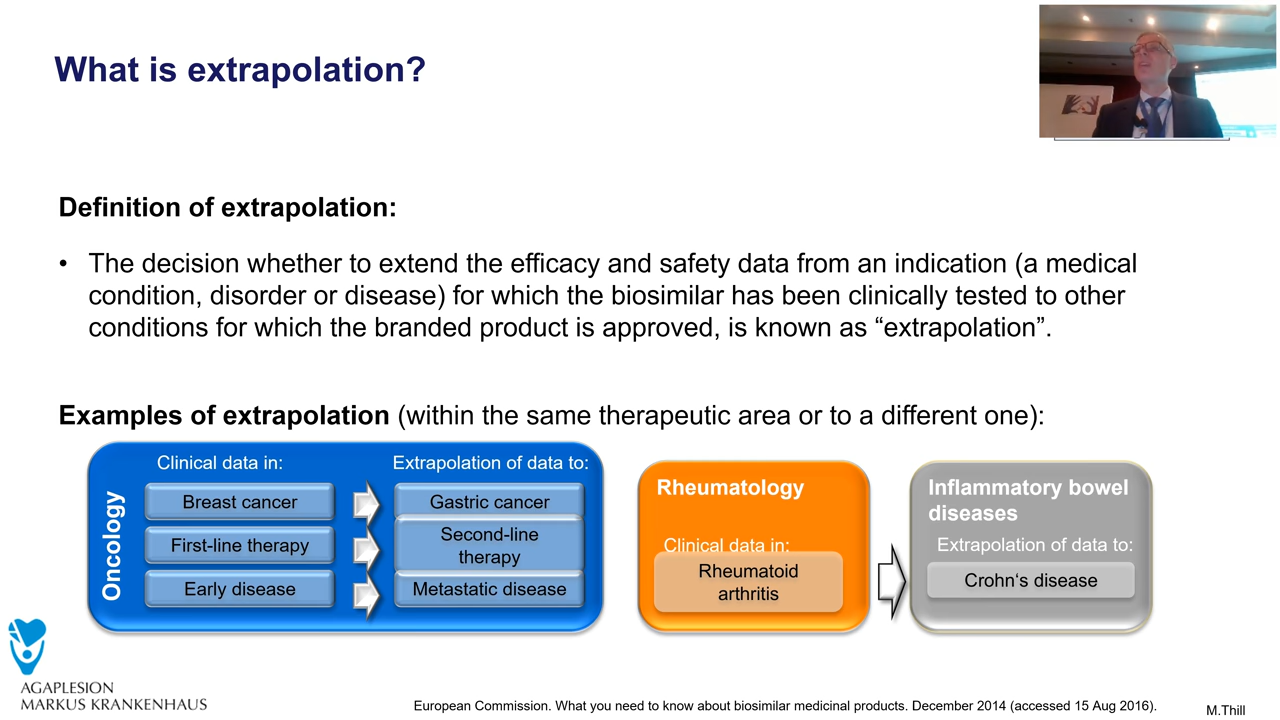 What is extrapolation?
Definition of extrapolation:
• The decision whether to extend the efficacy and safety data from an indication (a medical
condition, disorder or disease) for which the biosimilar has been clinically tested to other
conditions for which the branded product is approved, is known as “extrapolation”.
Examples of extrapolation (within the same therapeutic area or to a different one):
Oncology
Clinical data in:
Extrapolation of data to:
Breast cancer
Gastric cancer
First-line therapy
Second-line
therapy
Early disease
Metastatic disease
Rheumatology
Clinical data in:
Rheumatoid
arthritis
Inflammatory bowel
diseases
Extrapolation of data to:
Crohn‘s disease
AGAPLESION
MARKUS KRANKENHAUS
European Commission. What you need to know about biosimilar medicinal products. December 2014 (accessed 15 Aug 2016).
M.Thill